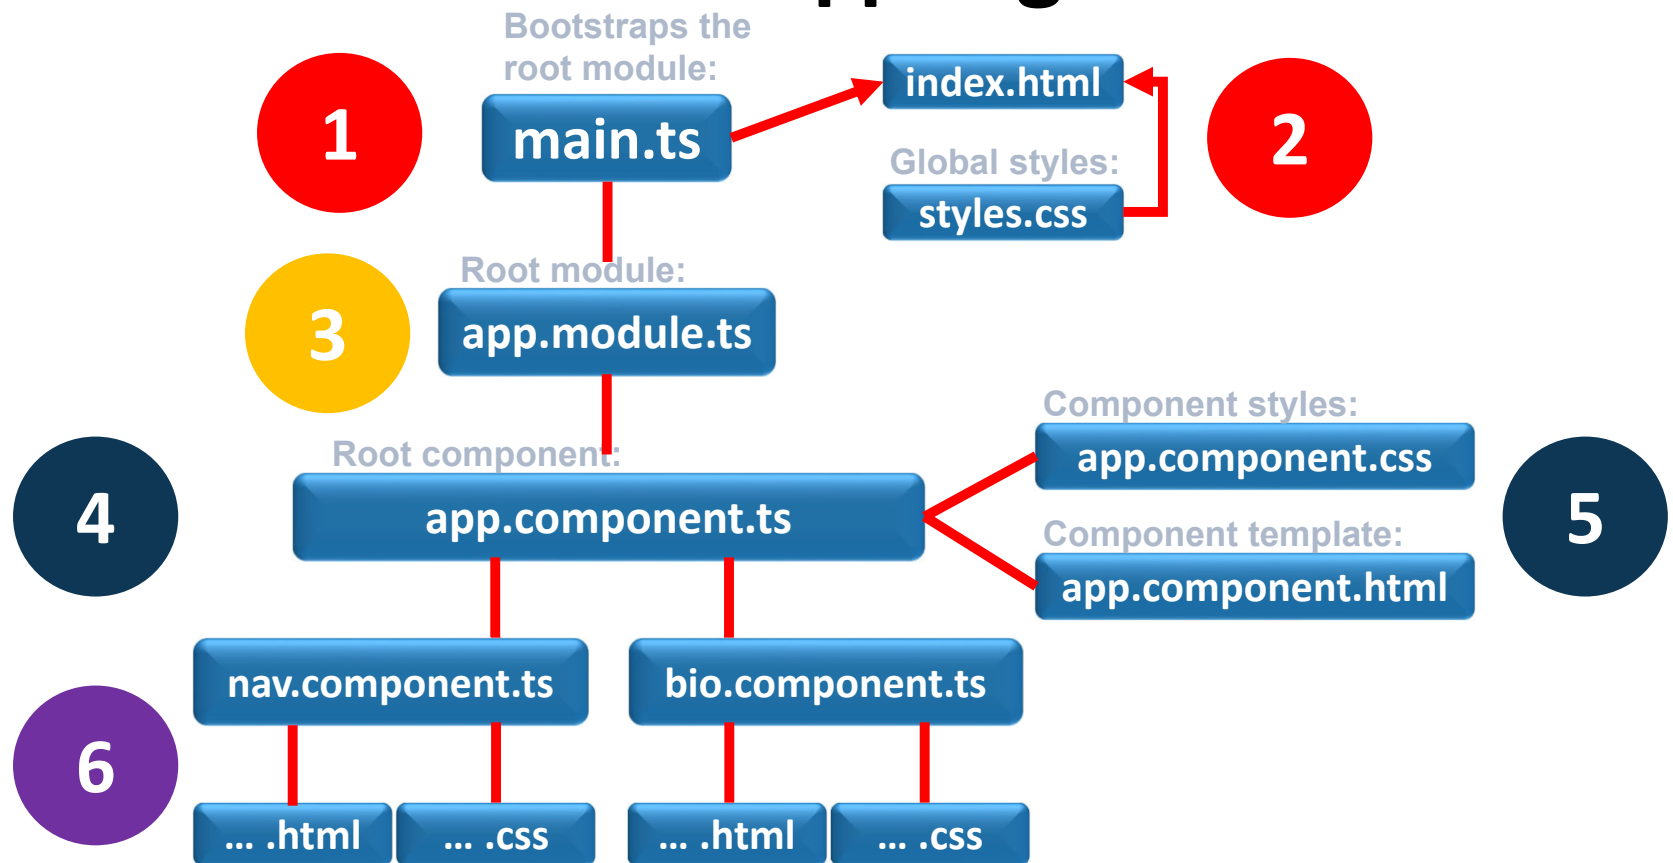 Bootstraps the
root module:
main.ts
index.html
1
2
Global styles:
styles.css
Root module:
app.module.ts
3
Component styles:
app.component.css
Root component:
app.component.ts
4
5
Component template:
app.component.html
nav.component.ts
bio.component.ts
6
... .html
... .css
... .html
... .css